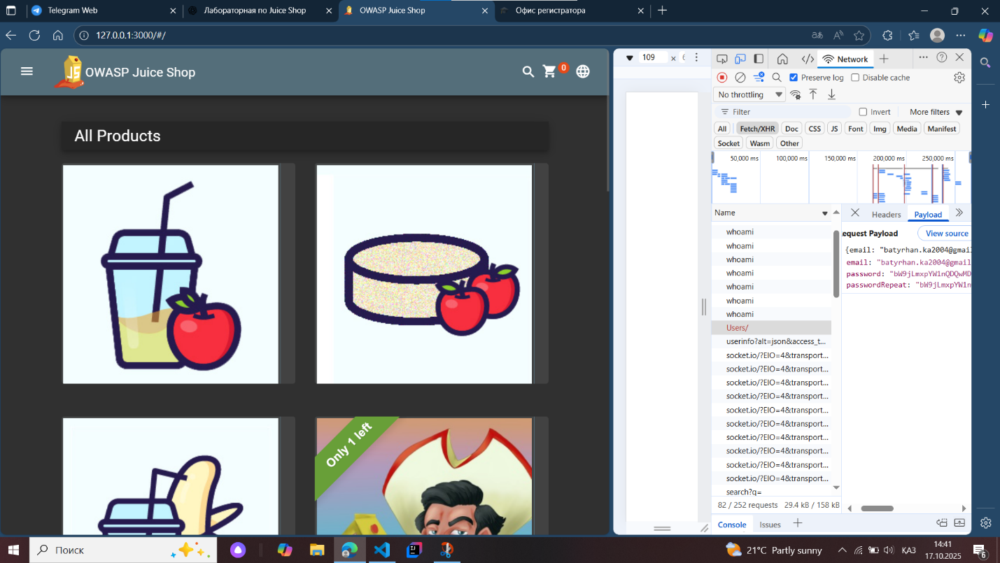 Telegram Web
Лабораторная по Juice Shop
OWASP Juice Shop
Офис регистратора
127.0.0.1:3000/#/
OWASP Juice Shop
0
All Products
Only 1 left
109
Network
Preserve log
Disable cache
No throttling
Filter
Invert
More filters
All
Fetch/XHR
Doc
CSS
JS
Font
Img
Media
Manifest
Socket
Wasm
Other
50,000 ms
100,000 ms
150,000 ms
200,000 ms
250,000 ms
Name
Headers
Payload
whoami
whoami
whoami
whoami
whoami
whoami
whoami
Users/
userinfo?alt=json&access_t...
socket.io/?EIO=4&transport...
socket.io/?EIO=4&transport...
socket.io/?EIO=4&transport...
socket.io/?EIO=4&transport...
socket.io/?EIO=4&transport...
socket.io/?EIO=4&transport...
socket.io/?EIO=4&transport...
socket.io/?EIO=4&transport...
socket.io/?EIO=4&transport...
socket.io/?EIO=4&transport...
search?q=
equest Payload
View source
{email: "batyrhan.ka2004@gmai
email: "batyrhan.ka2004@gmail
password: "bW9jLmxpYW1nQDQwMD
passwordRepeat: "bW9jLmxpYW1n
82 / 252 requests
29.4 kB / 158 kB
Console
Issues
Поиск
21°C Partly sunny
КАЗ
14:41
17.10.2025
6